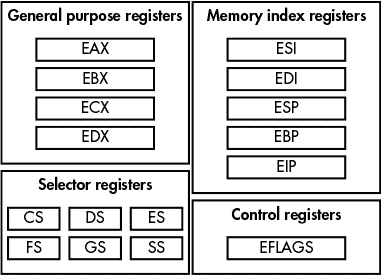 General purpose registers
EAX
EBX
ECX
EDX
Memory index registers
ESI
EDI
ESP
EBP
EIP
Selector registers
CS DS ES
FS GS SS
Control registers
EFLAGS